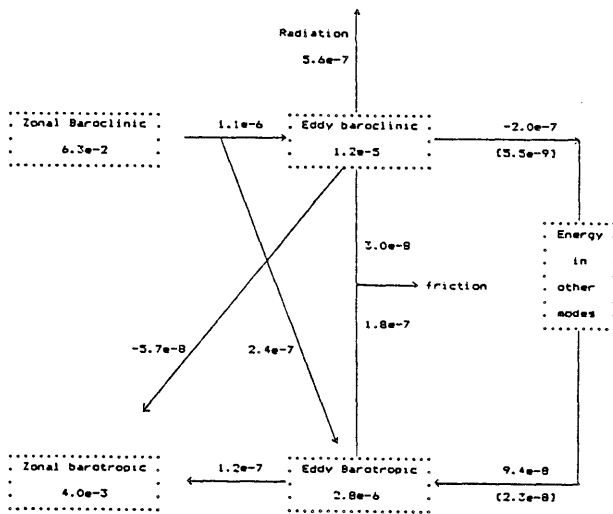 Radiation
5.6e-7
Zonal Baroclinic
6.3e-2
1.1e-6
Eddy baroclinic
1.2e-5
-2.0e-7
[5.5e-9]
Energy
in
other
modes
3.0e-8
friction
1.8e-7
-5.7e-8
2.4e-7
Zonal barotropic
4.0e-3
1.2e-7
Eddy Barotropic
2.8e-6
9.4e-8
[2.3e-8]